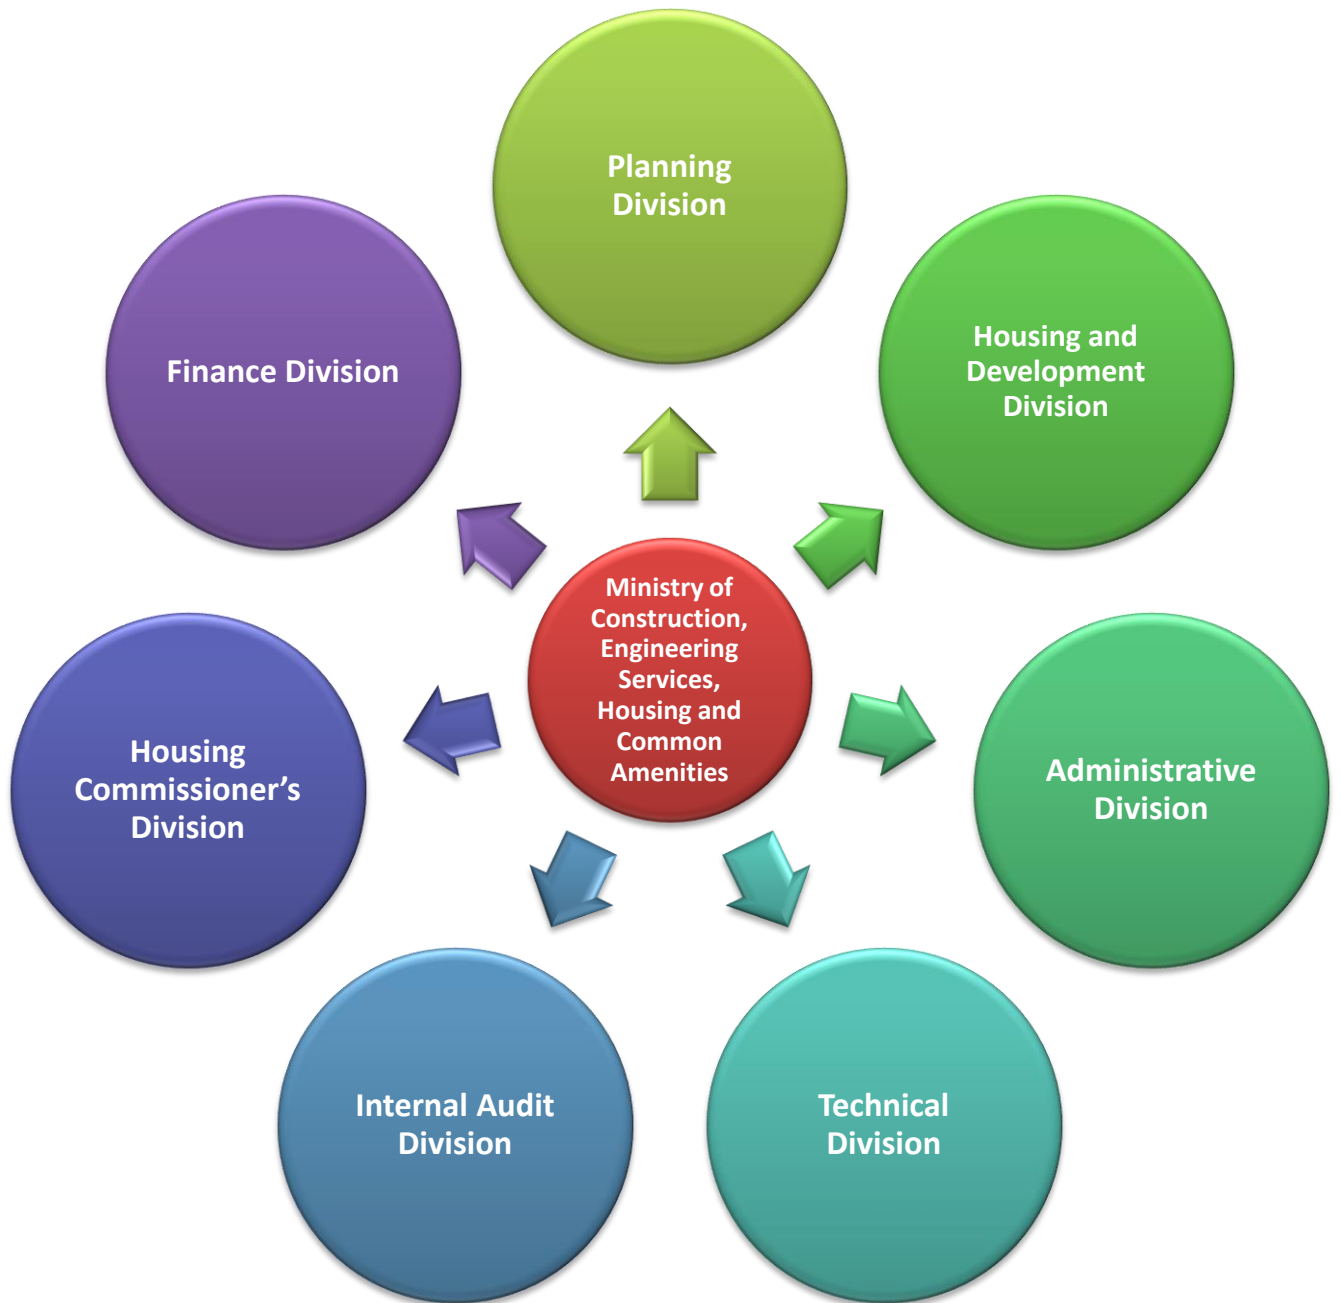 Planning
Division
Housing and
Development
Division
Administrative
Division
Technical
Division
Internal Audit
Division
Housing
Commissioner’s
Division
Finance Division
Ministry of
Construction,
Engineering
Services,
Housing and
Common
Amenities